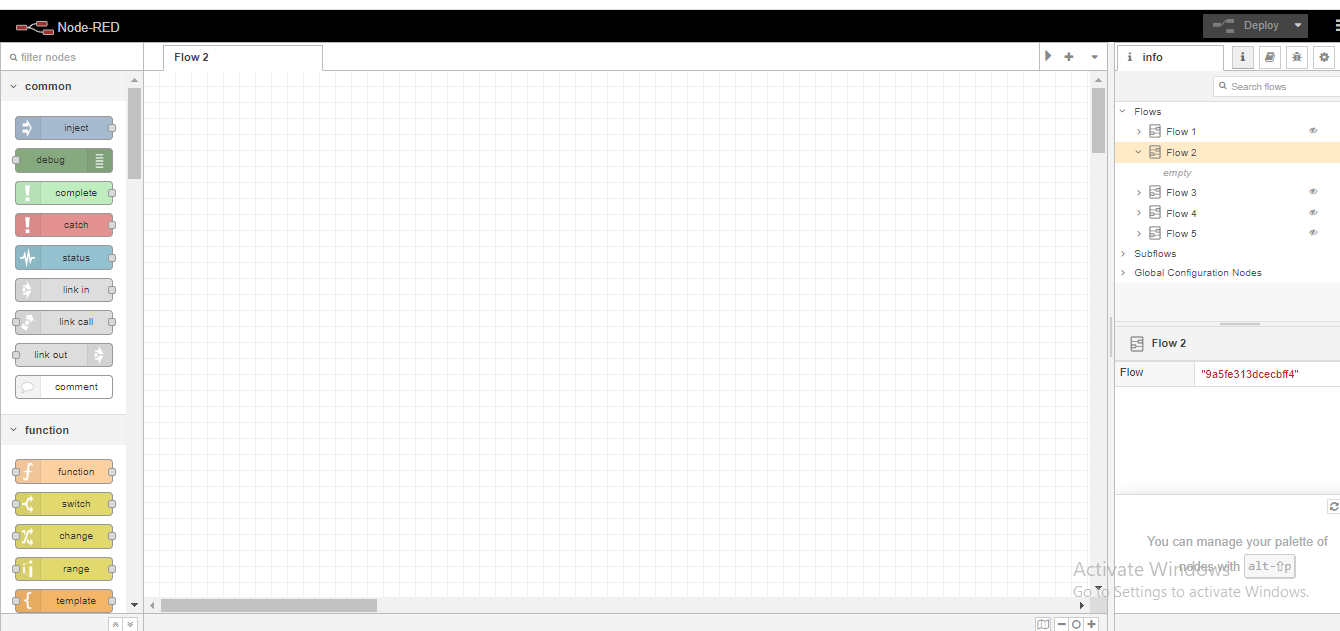 Node-RED
Deploy
filter nodes
Flow 2
info
i
common
Search flows
inject
debug
complete
catch
status
link in
link call
link out
comment
function
function
switch
change
range
template
Flows
Flow 1
Flow 2
empty
Flow 3
Flow 4
Flow 5
Subflows
Global Configuration Nodes
Flow 2
Flow "9a5fe313dcecbff4"
You can manage your palette of
nodes with alt-⇧p
Activate Windows
Go to Settings to activate Windows.